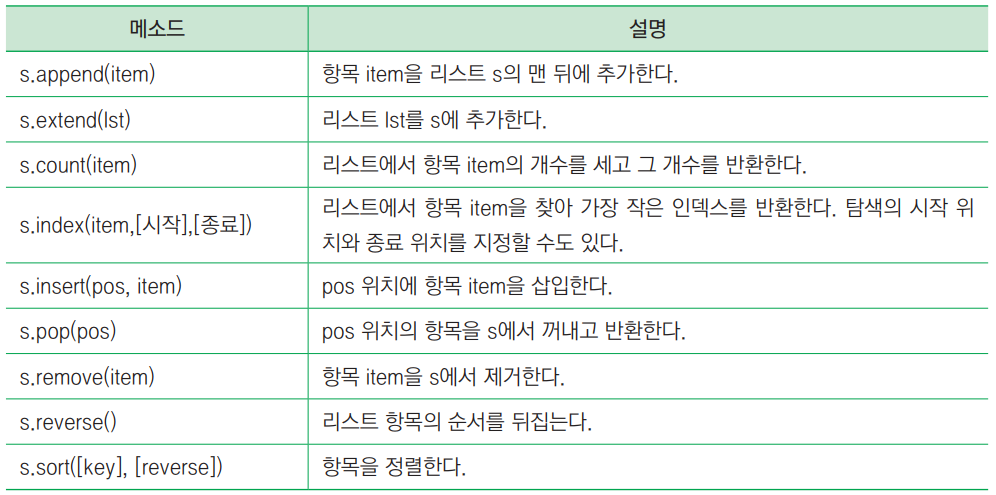 메소드 설명
s.append(item) 항목 item을 리스트 s의 맨 뒤에 추가한다.
s.extend(lst) 리스트 lst를 s에 추가한다.
s.count(item) 리스트에서 항목 item의 개수를 세고 그 개수를 반환한다.
s.index(item,[시작],[종료]) 리스트에서 항목 item을 찾아 가장 작은 인덱스를 반환한다. 탐색의 시작 위
치와 종료 위치를 지정할 수도 있다.
s.insert(pos, item) pos 위치에 항목 item을 삽입한다.
s.pop(pos) pos 위치의 항목을 s에서 꺼내고 반환한다.
s.remove(item) 항목 item을 s에서 제거한다.
s.reverse() 리스트 항목의 순서를 뒤집는다.
s.sort([key], [reverse]) 항목을 정렬한다.